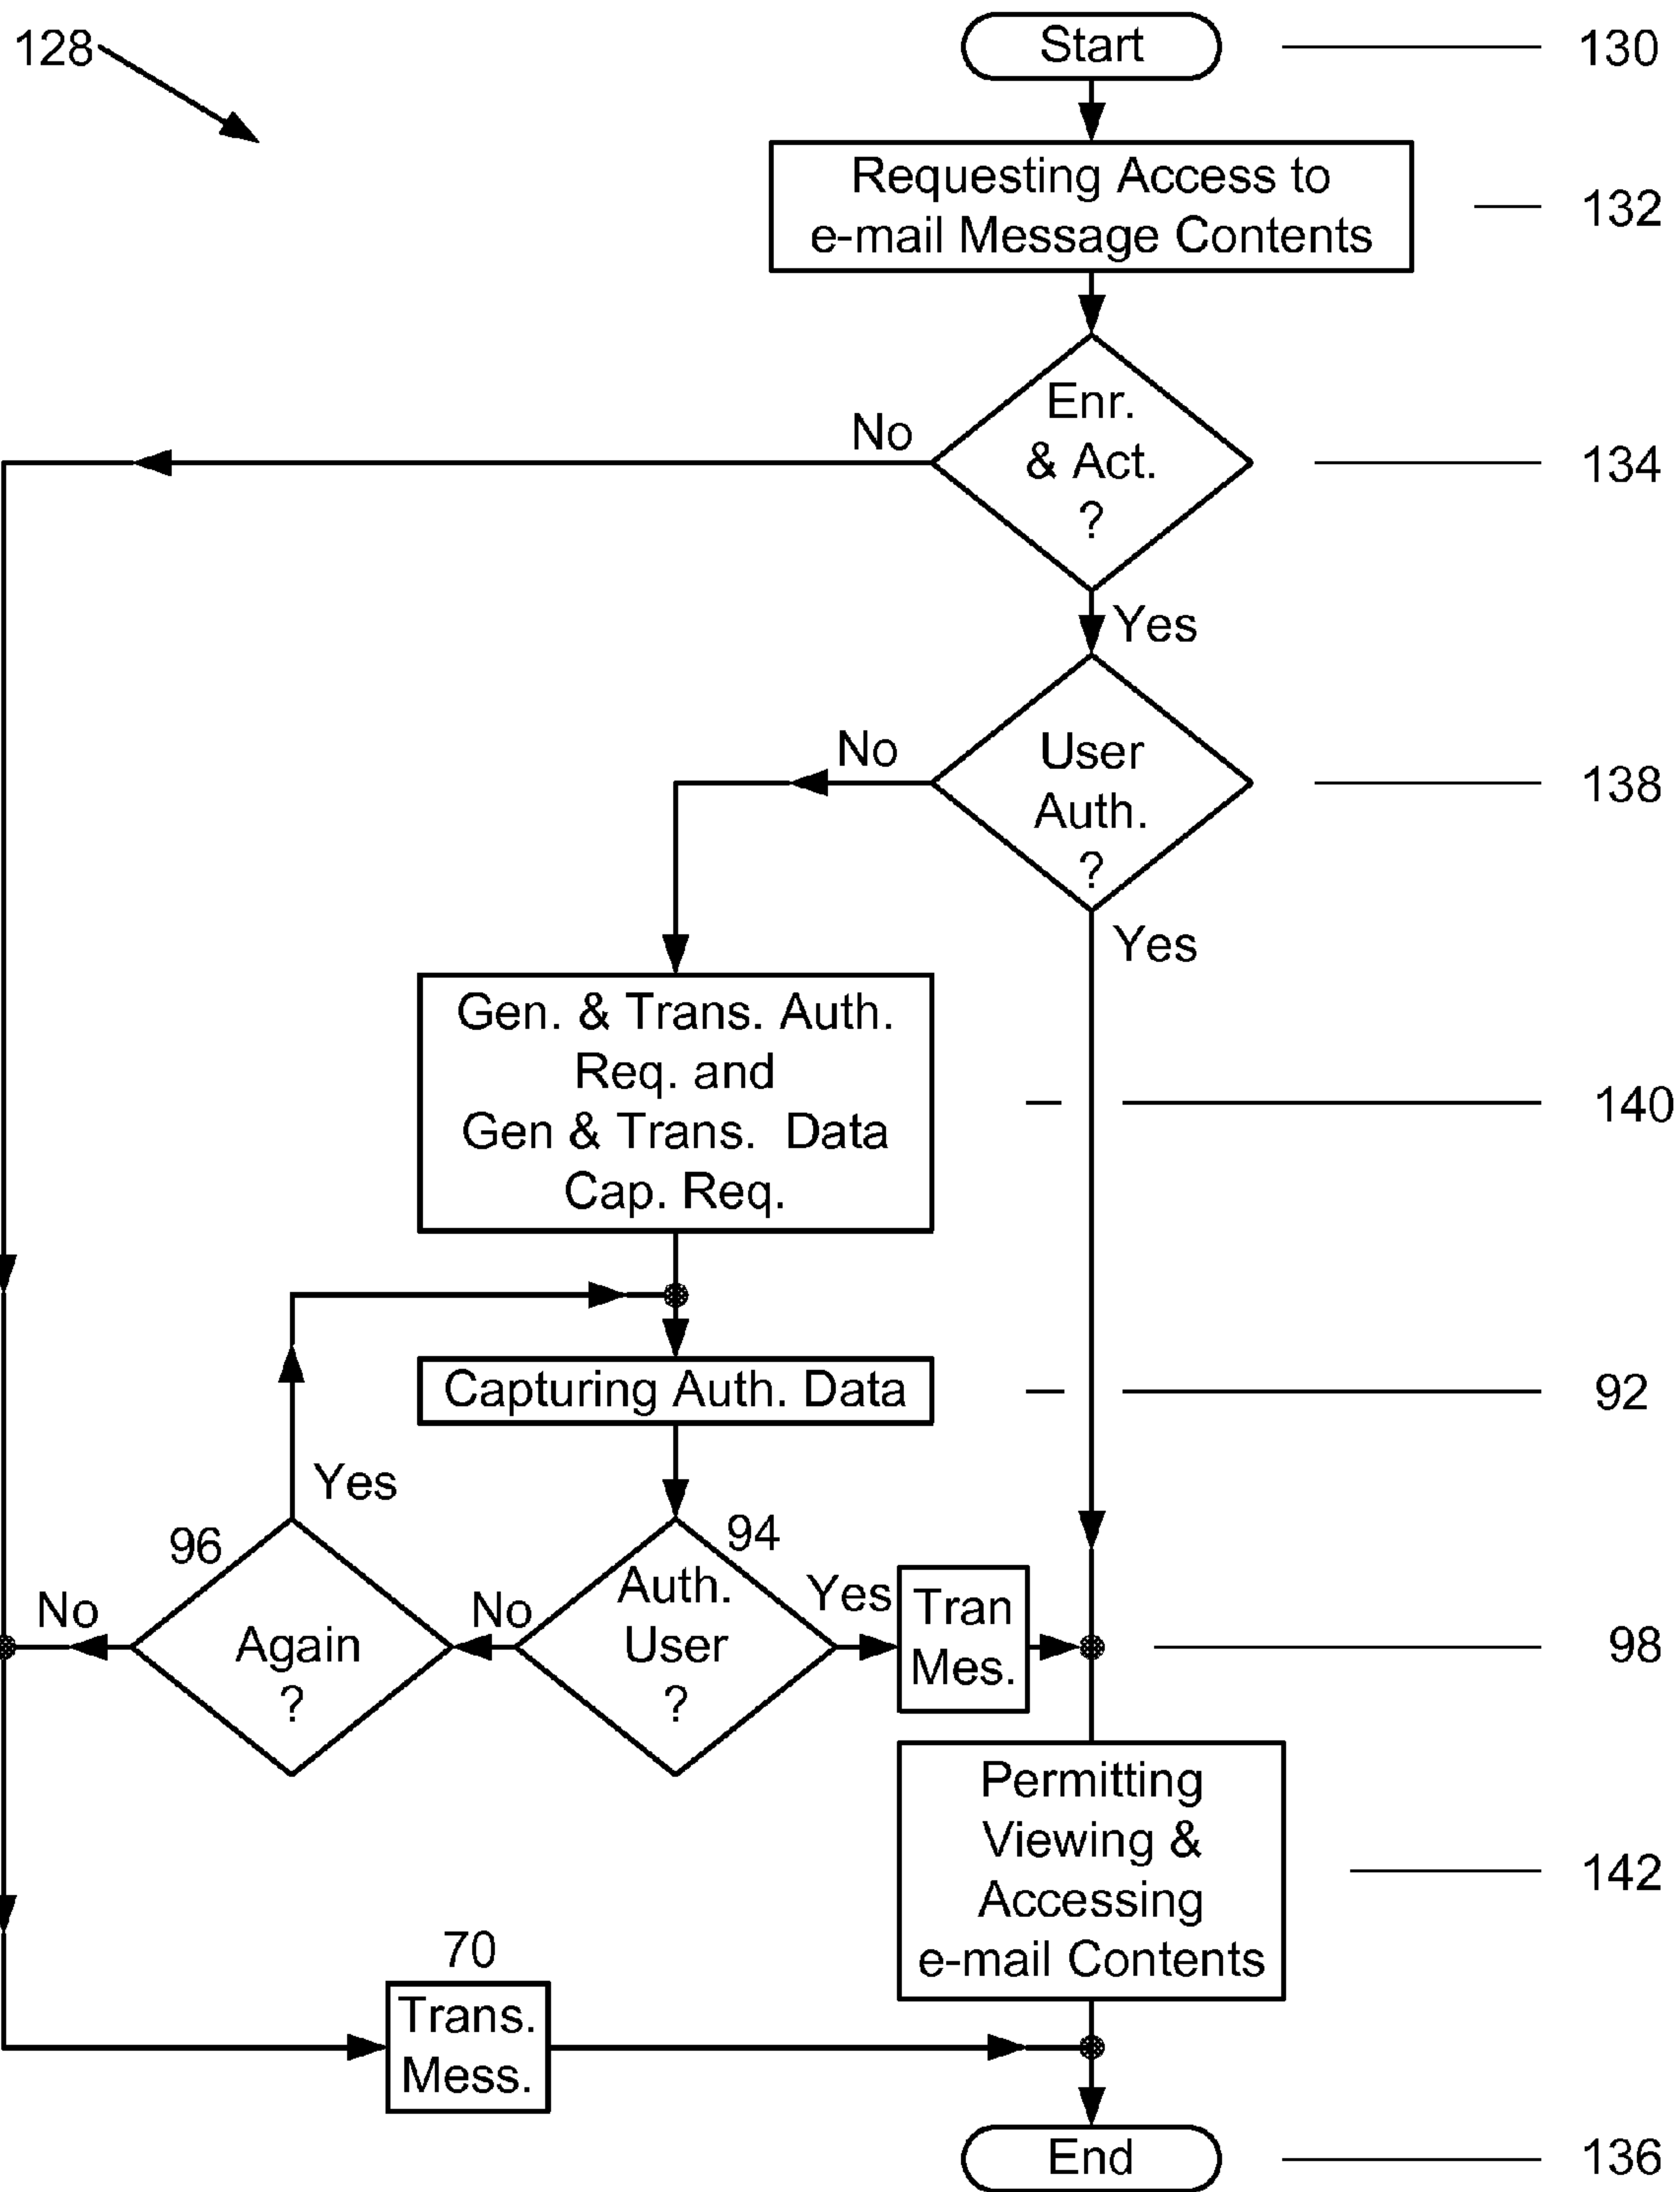 128
Start
130
Requesting Access to
e-mail Message Contents
132
Enr.
& Act.
?
No
134
Yes
User
Auth.
?
No
138
Yes
Gen. & Trans. Auth.
Req. and
Gen & Trans. Data
Cap. Req.
140
Capturing Auth. Data
92
Yes
96
94
No
Again
?
No
Auth.
User
?
Yes
Tran
Mes.
98
Permitting
Viewing &
Accessing
e-mail Contents
142
70
Trans.
Mess.
End
136